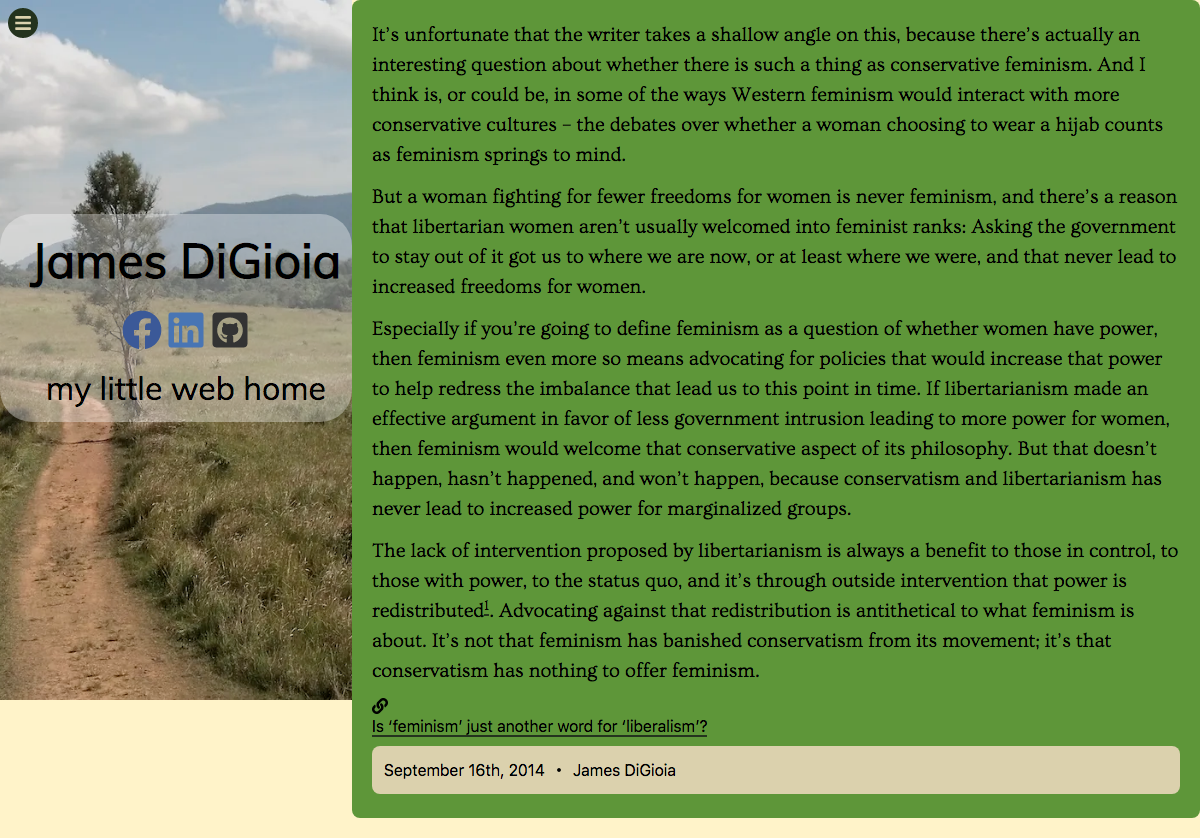 James DiGioia
my little web home
It’s unfortunate that the writer takes a shallow angle on this, because there’s actually an
interesting question about whether there is such a thing as conservative feminism. And I
think is, or could be, in some of the ways Western feminism would interact with more
conservative cultures – the debates over whether a woman choosing to wear a hijab counts
as feminism springs to mind.
But a woman fighting for fewer freedoms for women is never feminism, and there’s a reason
that libertarian women aren’t usually welcomed into feminist ranks: Asking the government
to stay out of it got us to where we are now, or at least where we were, and that never lead to
increased freedoms for women.
Especially if you’re going to define feminism as a question of whether women have power,
then feminism even more so means advocating for policies that would increase that power
to help redress the imbalance that lead us to this point in time. If libertarianism made an
effective argument in favor of less government intrusion leading to more power for women,
then feminism would welcome that conservative aspect of its philosophy. But that doesn’t
happen, hasn’t happened, and won’t happen, because conservatism and libertarianism has
never lead to increased power for marginalized groups.
The lack of intervention proposed by libertarianism is always a benefit to those in control, to
those with power, to the status quo, and it’s through outside intervention that power is
redistributed1. Advocating against that redistribution is antithetical to what feminism is
about. It’s not that feminism has banished conservatism from its movement; it’s that
conservatism has nothing to offer feminism.
Is ‘feminism’ just another word for ‘liberalism’?
September 16th, 2014 • James DiGioia